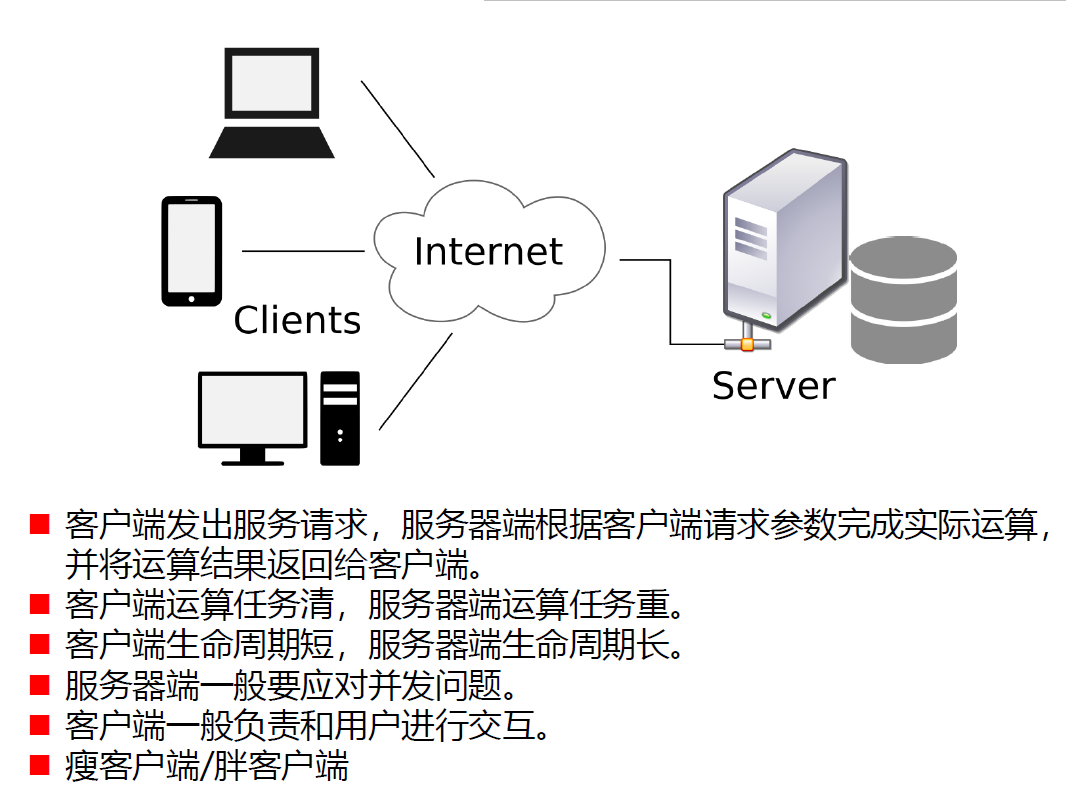 Internet
Clients
Server
客户端发出服务请求，服务器端根据客户端请求参数完成实际运算，
并将运算结果返回给客户端。
客户端运算任务清，服务器端运算任务重。
客户端生命周期短，服务器端生命周期长。
服务器端一般要应对并发问题。
客户端一般负责和用户进行交互。
瘦客户端/胖客户端